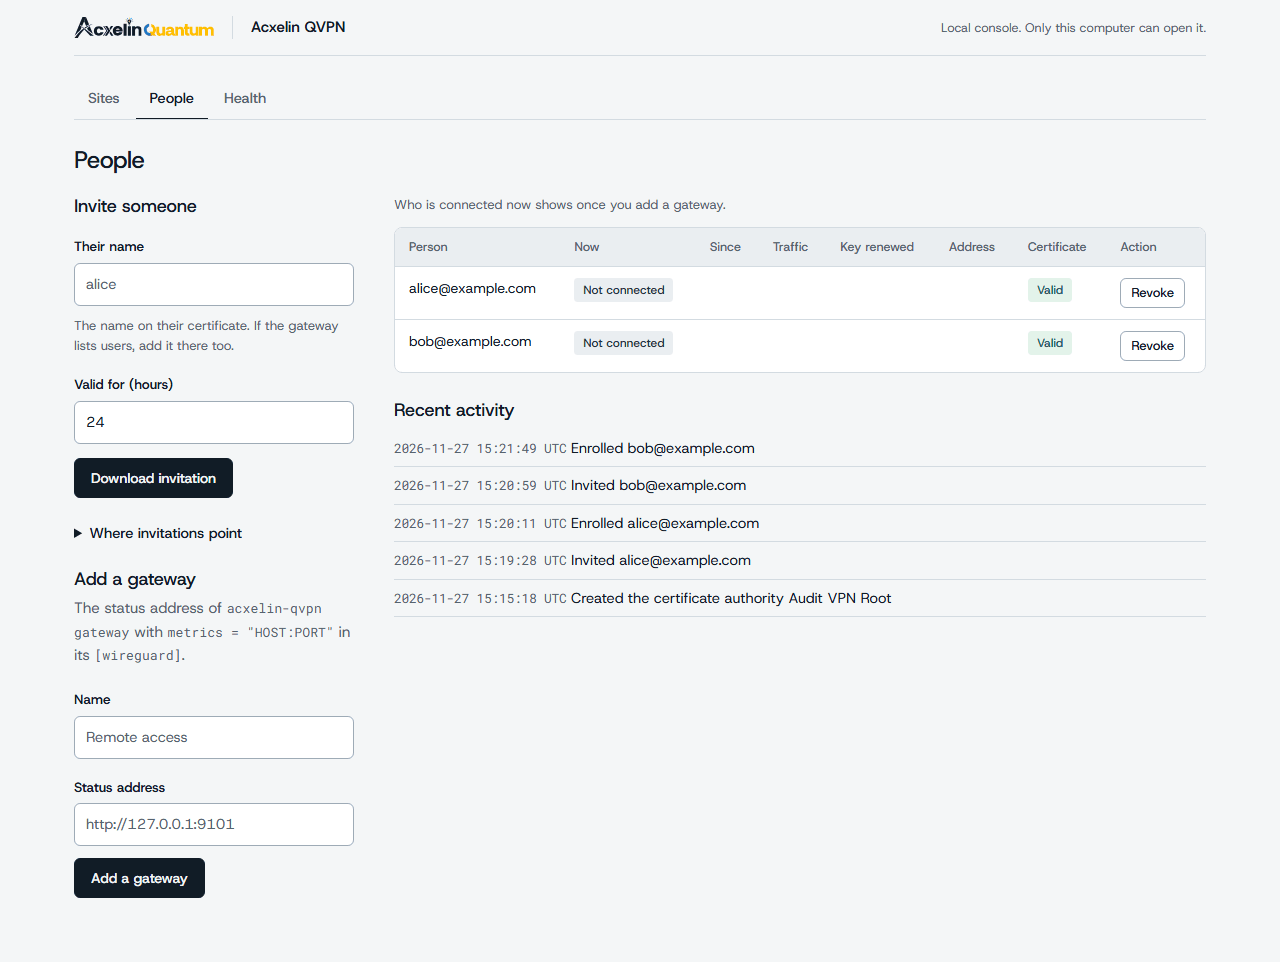 Acxelin Quantum
Acxelin QVPN
Local console. Only this computer can open it.
Sites People Health
People
Invite someone
Their name
alice
The name on their certificate. If the gateway
lists users, add it there too.
Valid for (hours)
24
Download invitation
Where invitations point
Add a gateway
The status address of acxelin-qvpn
gateway with metrics = "HOST:PORT" in
its [wireguard].
Name
Remote access
Status address
http://127.0.0.1:9101
Add a gateway
Who is connected now shows once you add a gateway.
Person Now Since Traffic Key renewed Address Certificate Action
alice@example.com Not connected Valid Revoke
bob@example.com Not connected Valid Revoke
Recent activity
2026-11-27 15:21:49 UTC Enrolled bob@example.com
2026-11-27 15:20:59 UTC Invited bob@example.com
2026-11-27 15:20:11 UTC Enrolled alice@example.com
2026-11-27 15:19:28 UTC Invited alice@example.com
2026-11-27 15:15:18 UTC Created the certificate authority Audit VPN Root